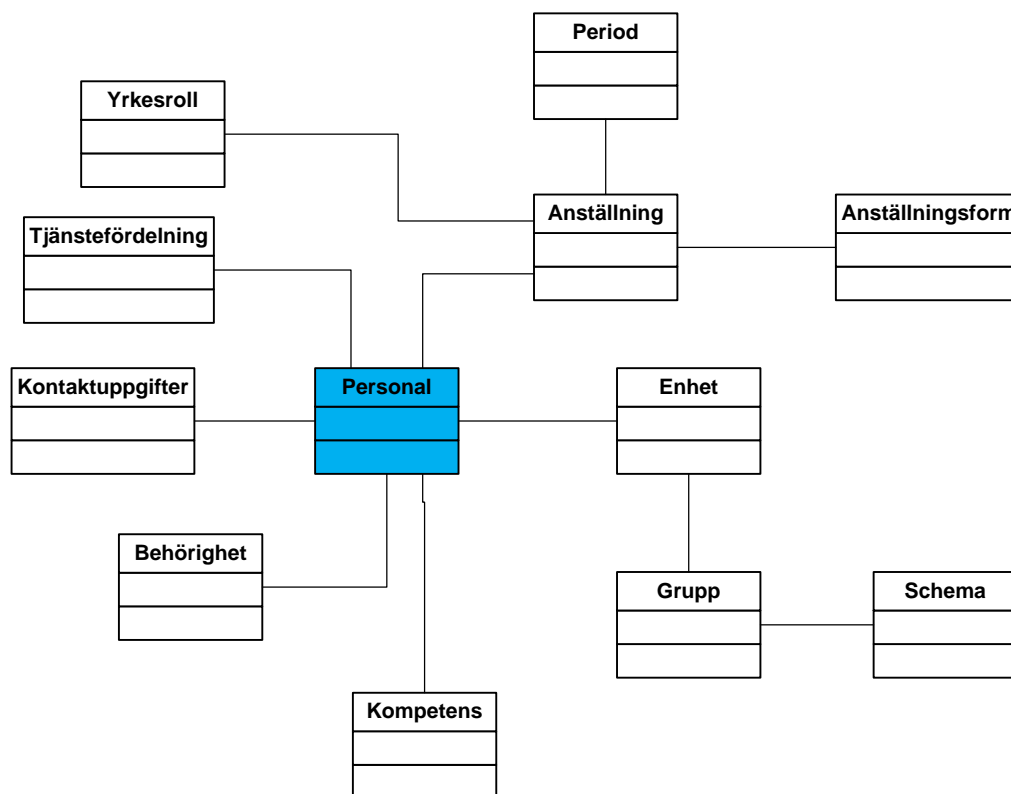 Period
Yrkesroll
Anställning
Anställningsform
Tjänstefördelning
Kontaktuppgifter
Personal
Enhet
Behörighet
Grupp
Schema
Kompetens